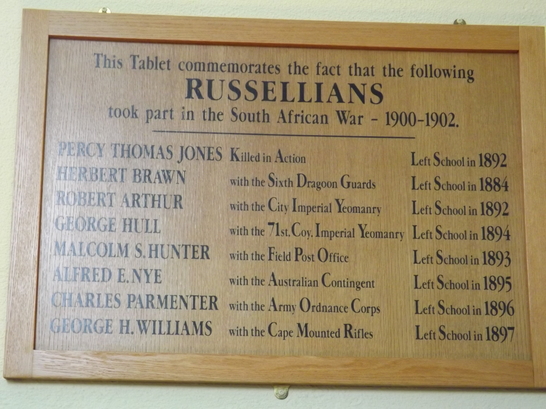 This Tablet commemorates the fact that the following
RUSSELLIANS
took part in the South African War - 1900-1902.
PERCY THOMAS JONES Killed in Action Left School in 1892
HERBERT BRAWN with the Sixth Dragoon Guards Left School in 1884
ROBERT ARTHUR with the City Imperial Yeomanry Left School in 1892
GEORGE HULL with the 71st. Coy. Imperial Yeomanry Left School in 1894
MALCOLM S. HUNTER with the Field Post Office Left School in 1893
ALFRED E. NYE with the Australian Contingent Left School in 1895
CHARLES PARMENTER with the Army Ordnance Corps Left School in 1896
GEORGE H. WILLIAMS with the Cape Mounted Rifles Left School in 1897